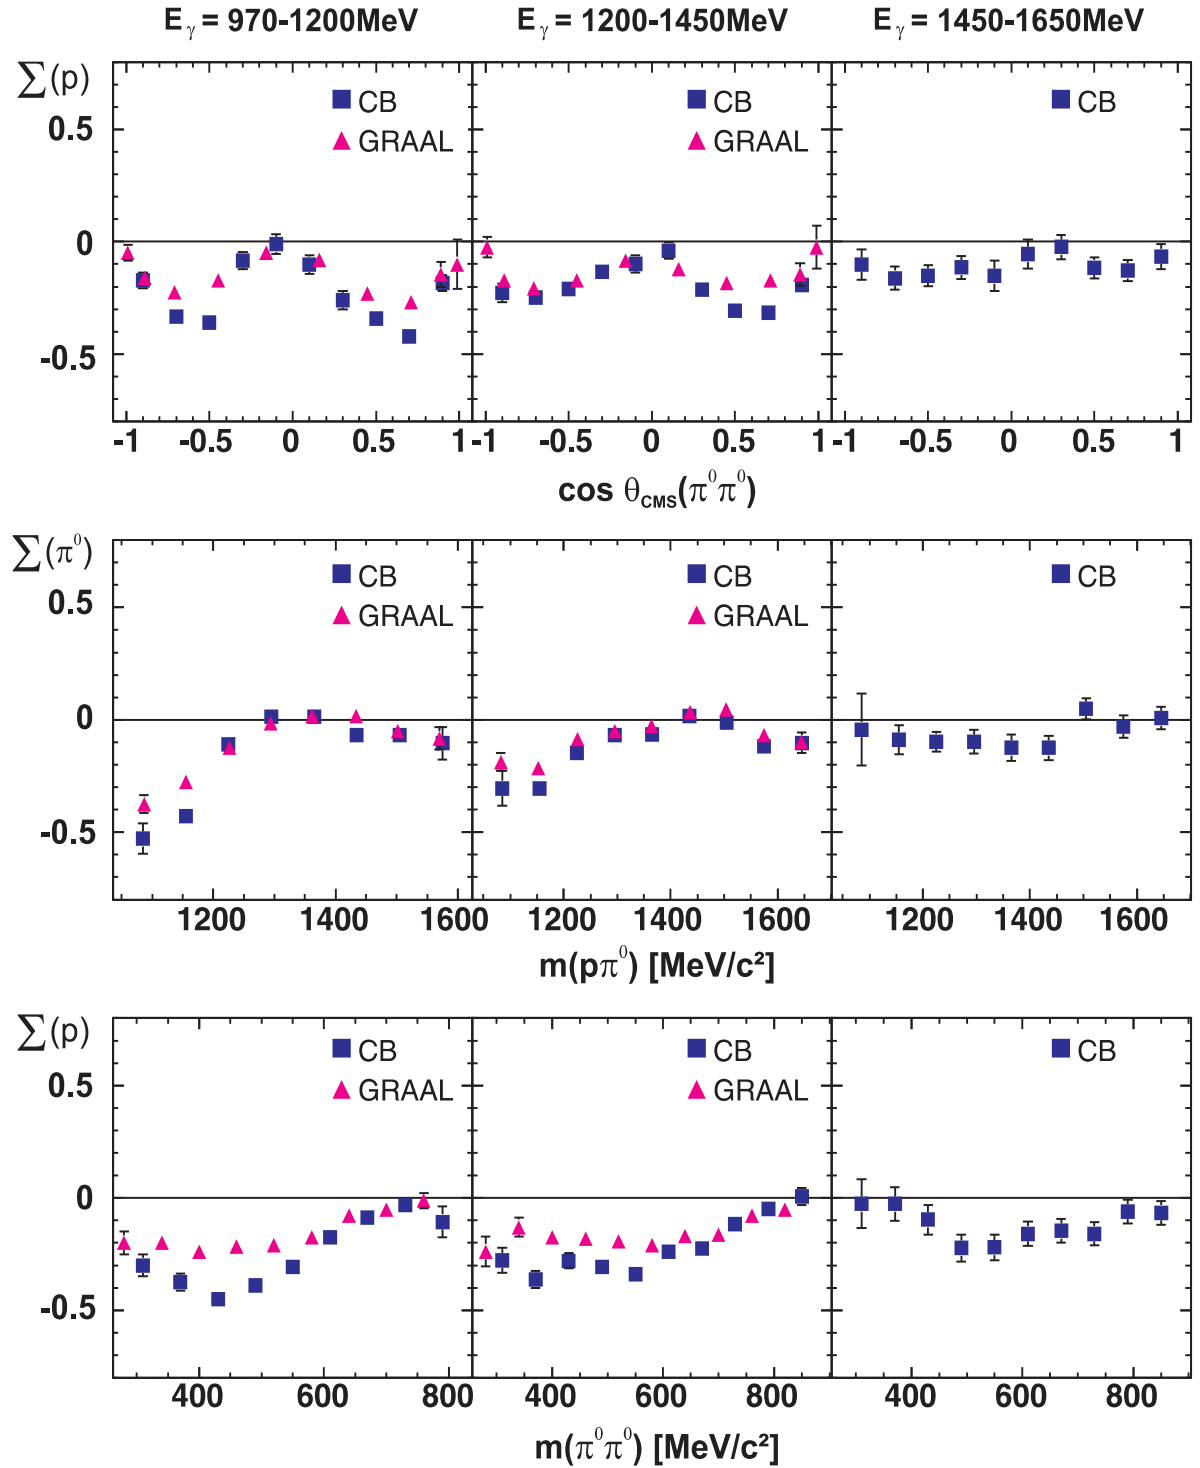 E_γ = 970-1200MeV E_γ = 1200-1450MeV E_γ = 1450-1650MeV
∑(p)
CB CB CB
GRAAL GRAAL
0.5
0
-0.5
-1 -0.5 0 0.5 1 -1 -0.5 0 0.5 1 -1 -0.5 0 0.5 1
cos θ_CMS(π⁰π⁰)
∑(π⁰)
CB CB CB
GRAAL GRAAL
0.5
0
-0.5
1200 1400 1600 1200 1400 1600 1200 1400 1600
m(pπ⁰) [MeV/c²]
∑(p)
CB CB CB
GRAAL GRAAL
0.5
0
-0.5
400 600 800 400 600 800 400 600 800
m(π⁰π⁰) [MeV/c²]